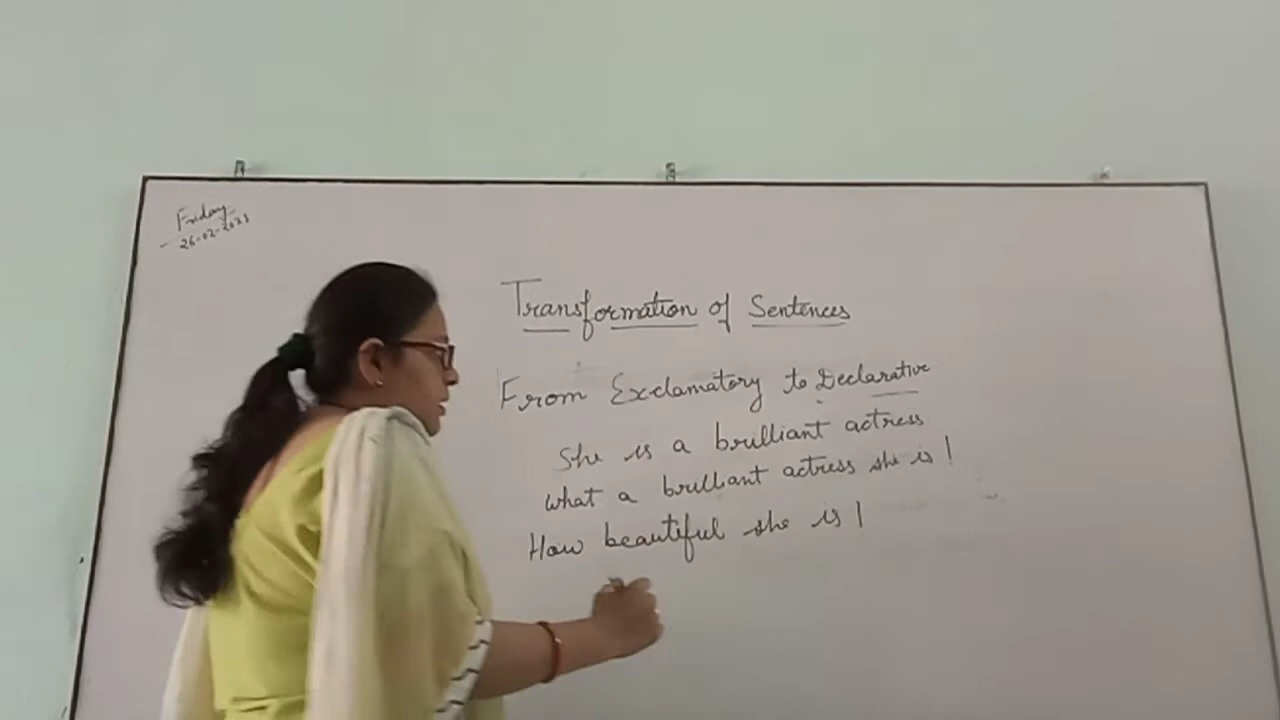 Friday
26-02-2021
Transformation of Sentences
From Exclamatory to Declarative
She is a brilliant actress
what a brilliant actress she is !
How beautiful she is !